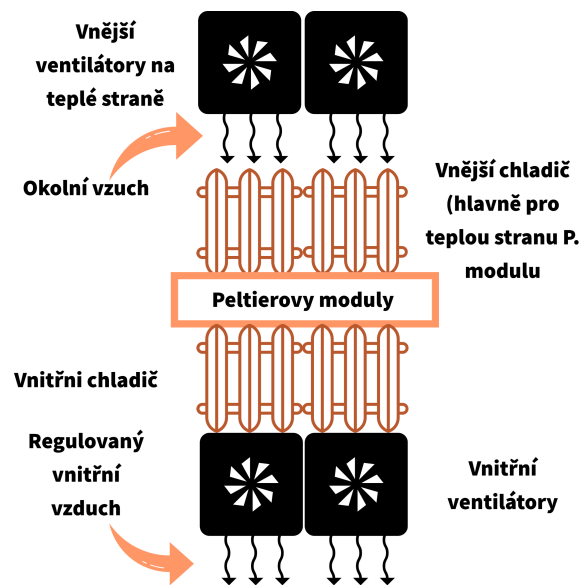 Vnější
ventilátory na
teplé straně
Okolní vzuch
Vnější chladič
(hlavně pro
teplou stranu P.
modulu
Peltierovy moduly
Vnitřni chladič
Regulovaný
vnitřní
vzduch
Vnitřní
ventilátory